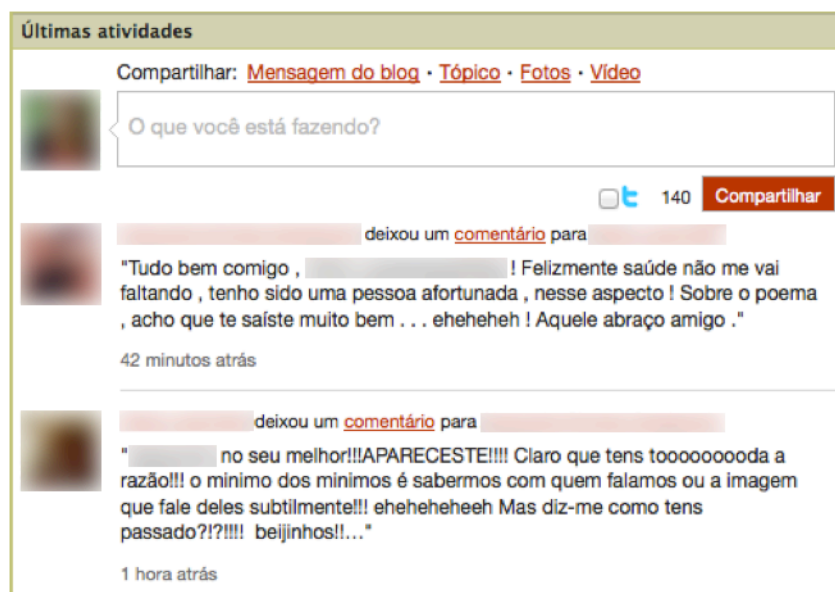 Últimas atividades
Compartilhar: Mensagem do blog · Tópico · Fotos · Vídeo
O que você está fazendo?
140 Compartilhar
deixou um comentário para
"Tudo bem comigo , ! Felizmente saúde não me vai
faltando , tenho sido uma pessoa afortunada , nesse aspecto ! Sobre o poema
, acho que te saíste muito bem . . . eheheheh ! Aquele abraço amigo ."
42 minutos atrás
deixou um comentário para
" no seu melhor!!!APARECESTE!!!! Claro que tens tooooooooda a
razão!!! o minimo dos minimos é sabermos com quem falamos ou a imagem
que fale deles subtilmente!!! eheheheheeh Mas diz-me como tens
passado?!?!!!! beijinhos!!..."
1 hora atrás